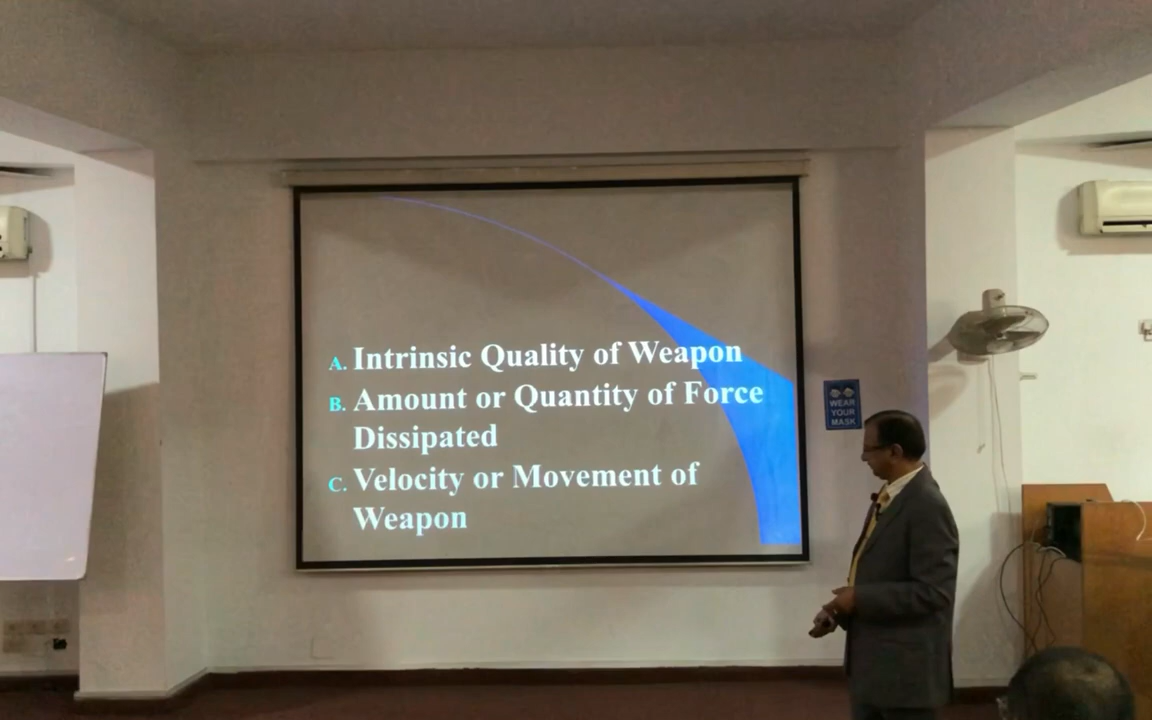 A. Intrinsic Quality of Weapon
B. Amount or Quantity of Force
Dissipated
C. Velocity or Movement of
Weapon
WEAR
YOUR
MASK